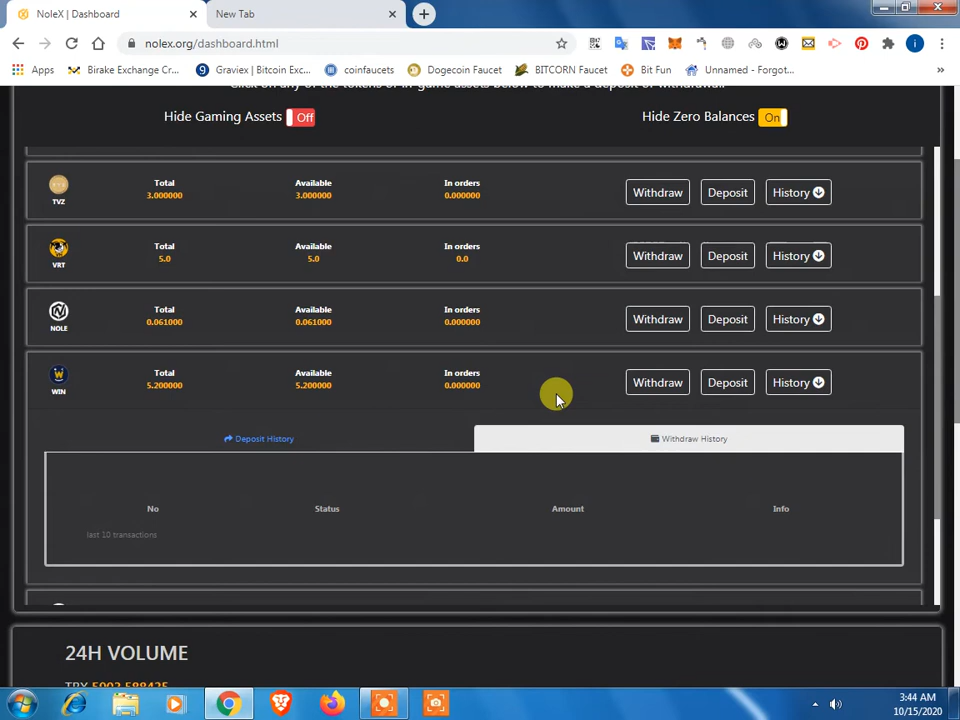 NoleX | Dashboard
New Tab
nolex.org/dashboard.html
Apps
Birake Exchange Cr...
Graviex | Bitcoin Exc...
coinfaucets
Dogecoin Faucet
BITCORN Faucet
Bit Fun
Unnamed - Forgot...
Hide Gaming Assets Off
Hide Zero Balances On
TVZ
Total
3.000000
Available
3.000000
In orders
0.000000
Withdraw
Deposit
History
VRT
Total
5.0
Available
5.0
In orders
0.0
Withdraw
Deposit
History
NOLE
Total
0.061000
Available
0.061000
In orders
0.000000
Withdraw
Deposit
History
WIN
Total
5.200000
Available
5.200000
In orders
0.000000
Withdraw
Deposit
History
Deposit History
Withdraw History
No Status Amount Info
last 10 transactions
24H VOLUME
TRX 5903.588425
3:44 AM
10/15/2020